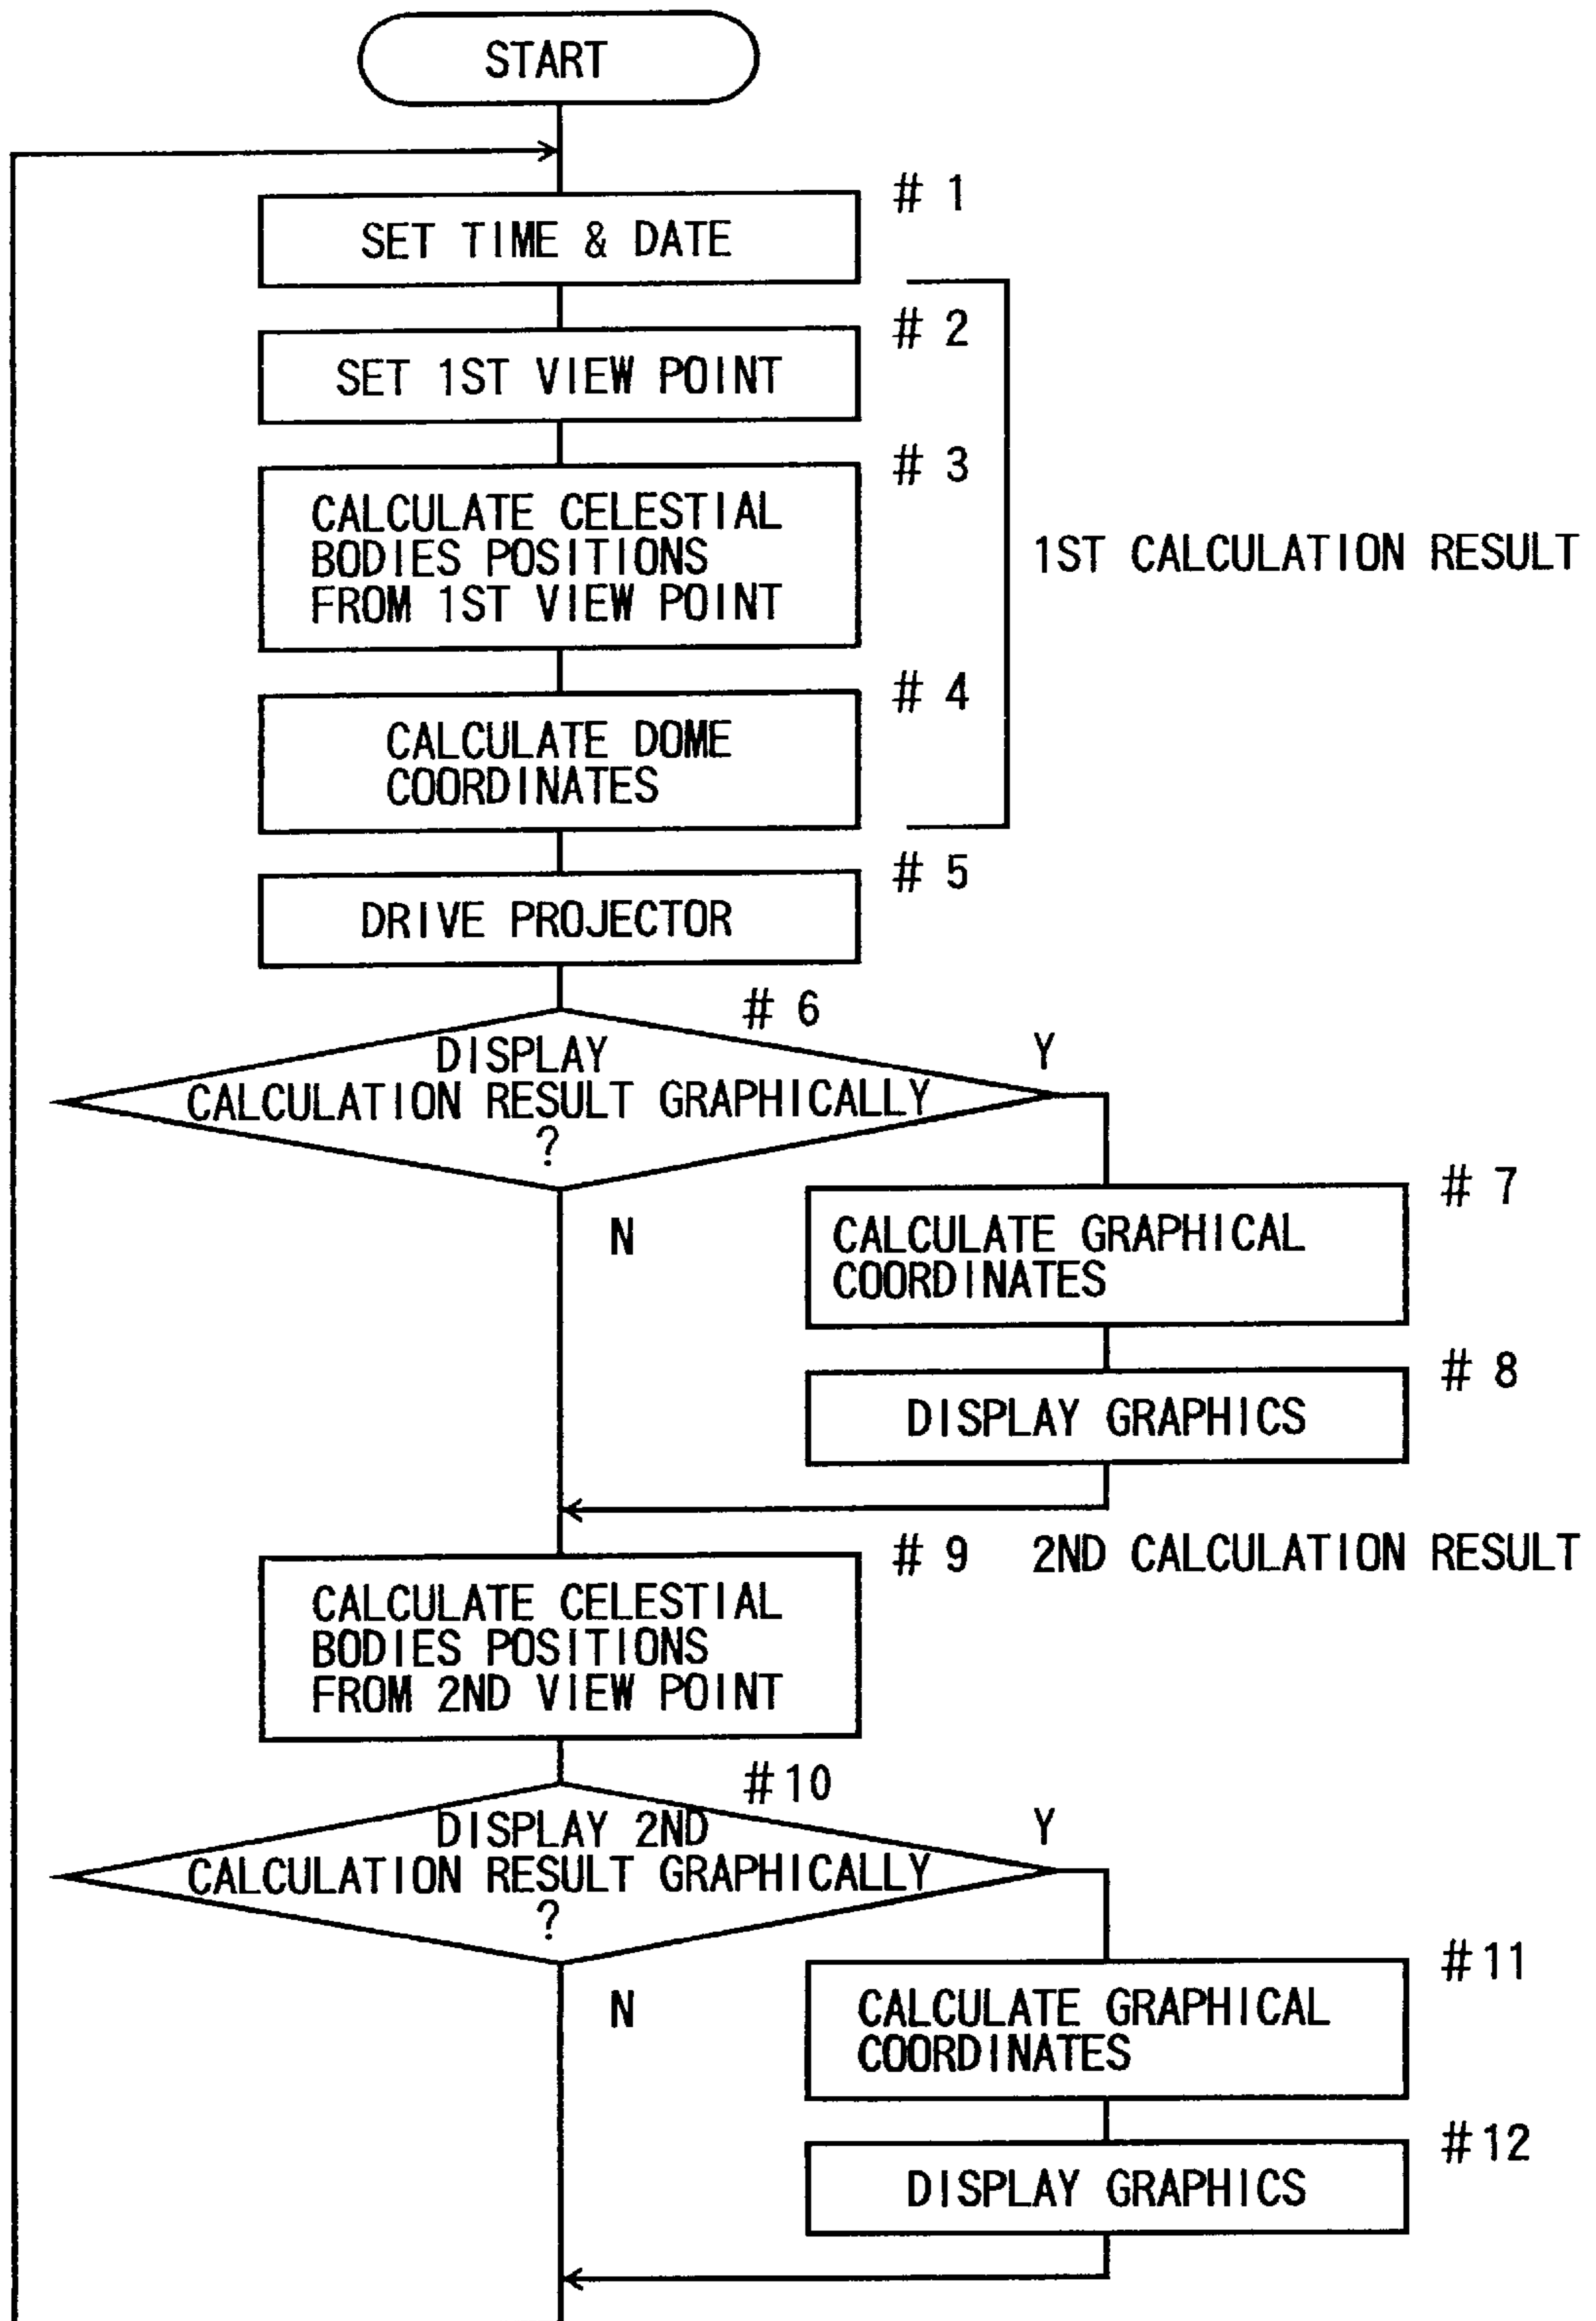 START
# 1
SET TIME & DATE
# 2
SET 1ST VIEW POINT
# 3
CALCULATE CELESTIAL
BODIES POSITIONS
FROM 1ST VIEW POINT
1ST CALCULATION RESULT
# 4
CALCULATE DOME
COORDINATES
# 5
DRIVE PROJECTOR
# 6
DISPLAY
CALCULATION RESULT GRAPHICALLY
?
Y
N
# 7
CALCULATE GRAPHICAL
COORDINATES
# 8
DISPLAY GRAPHICS
# 9 2ND CALCULATION RESULT
CALCULATE CELESTIAL
BODIES POSITIONS
FROM 2ND VIEW POINT
#10
DISPLAY 2ND
CALCULATION RESULT GRAPHICALLY
?
Y
N
#11
CALCULATE GRAPHICAL
COORDINATES
#12
DISPLAY GRAPHICS